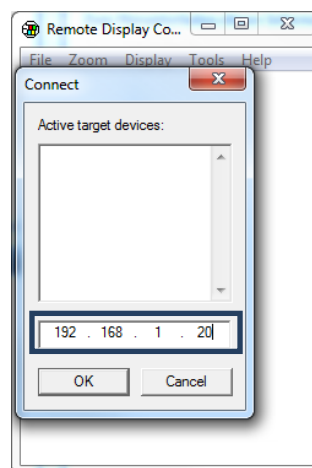 Remote Display Co...
File Zoom Display Tools Help
Connect
Active target devices:
192 . 168 . 1 . 20
OK Cancel